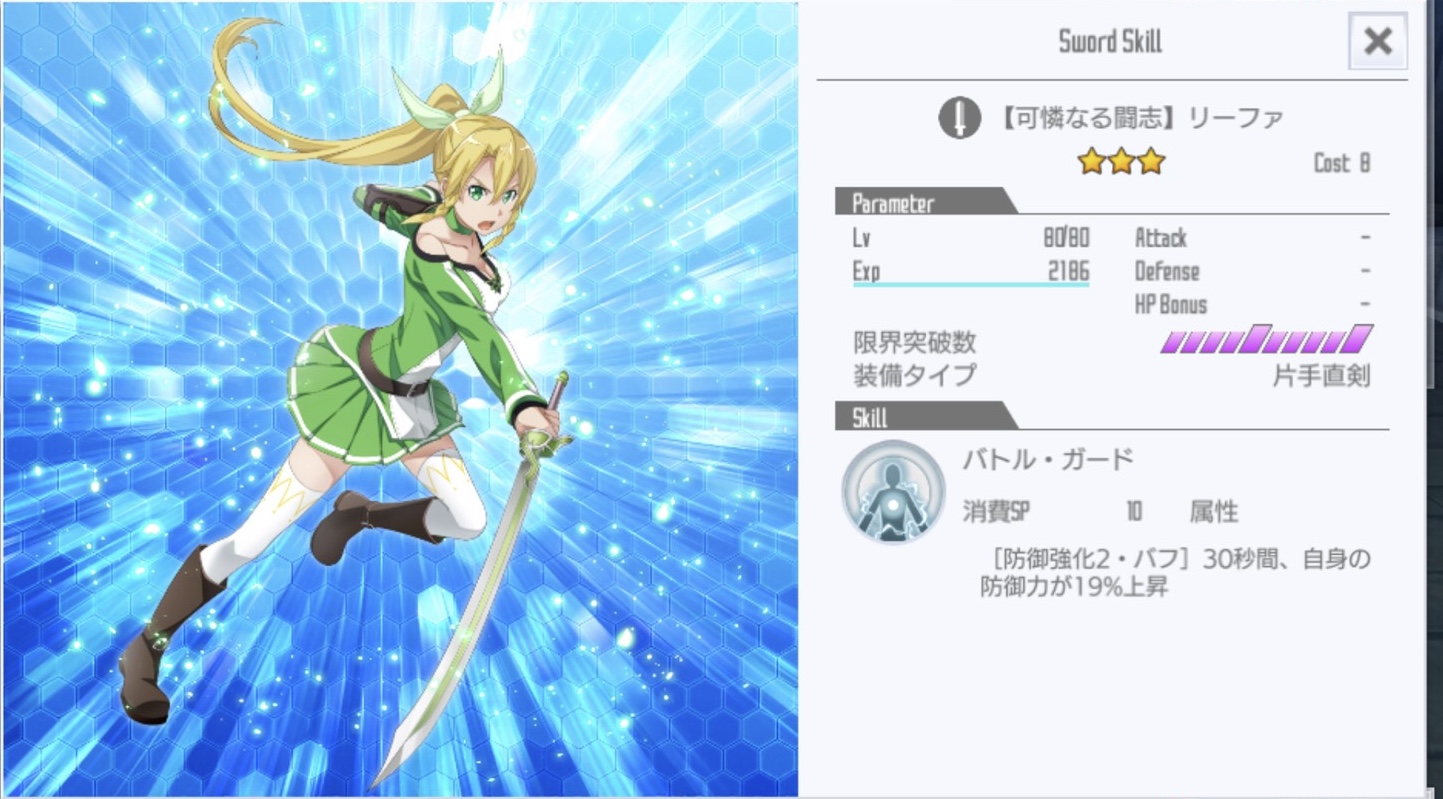 Sword Skill
【可憐なる闘志】リーファ
Cost 8
Parameter
Lv 80/80 Attack -
Exp 2186 Defense -
HP Bonus -
限界突破数
装備タイプ 片手直剣
Skill
バトル・ガード
消費SP 10 属性
［防御強化2・バフ］30秒間、自身の
防御力が19%上昇